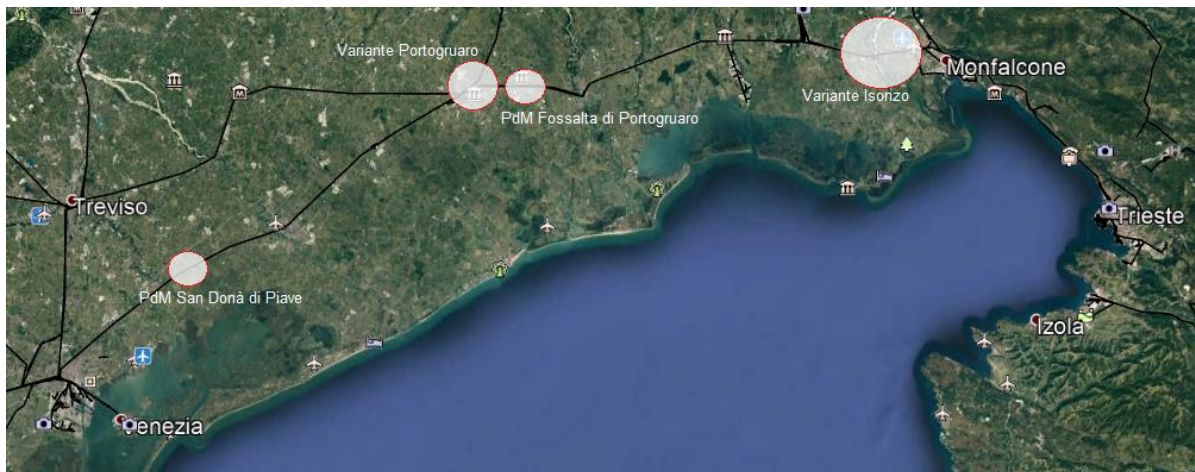 Variante Portogruaro
PdM Fossalta di Portogruaro
Variante Isonzo
Monfalcone
Treviso
Trieste
PdM San Donà di Piave
Izola
Venezia